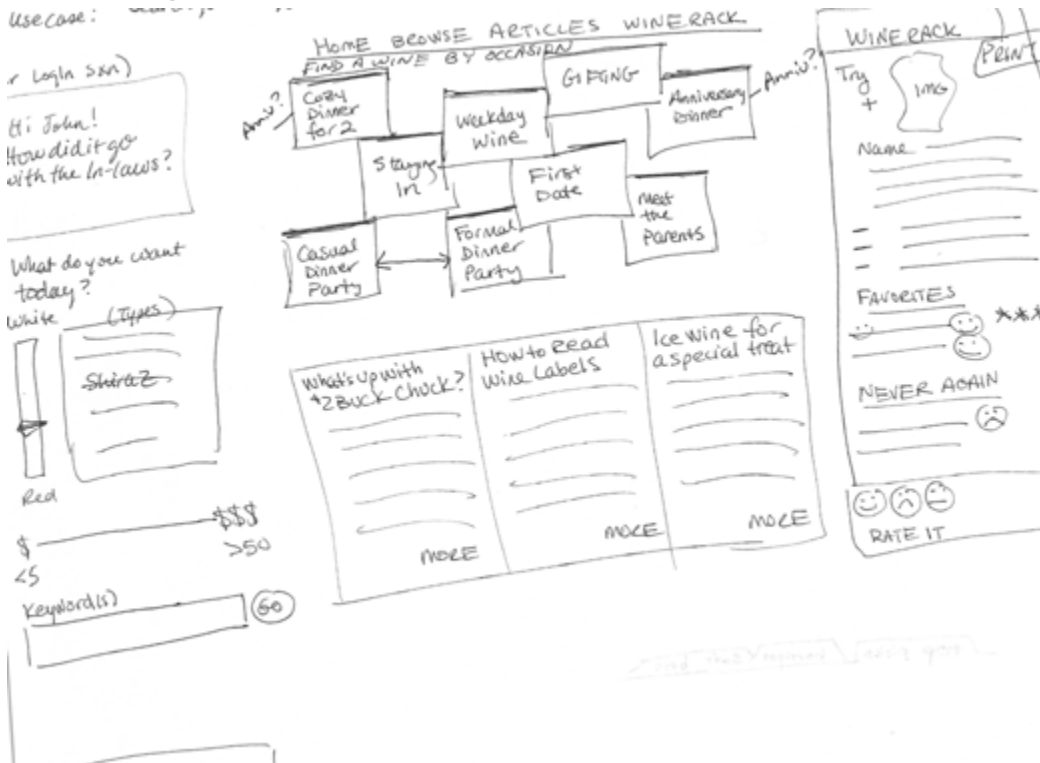 Use case:
r LogIn Sxn)
Hi John!
How did it go
with the In-laws?
What do you want
today?
White
(Types)
Shiraz
Red
$
$$$
<5
>50
Keyword(s)
GO
HOME BROWSE ARTICLES WINERACK
FIND A WINE BY OCCASION
Anniv?
Cozy
Dinner
for 2
Weekday
Wine
GIFTING
Anniversary
Dinner
Anniv?
Staying
In
First
Date
Meet
the
Parents
Casual
Dinner
Party
Formal
Dinner
Party
What's up with
$2 BUCK CHUCK?
MORE
How to Read
Wine Labels
MORE
Ice wine for
a special treat
MORE
WINERACK
PRINT
Try
+
IMG
Name
FAVORITES
***
NEVER AGAIN
RATE IT